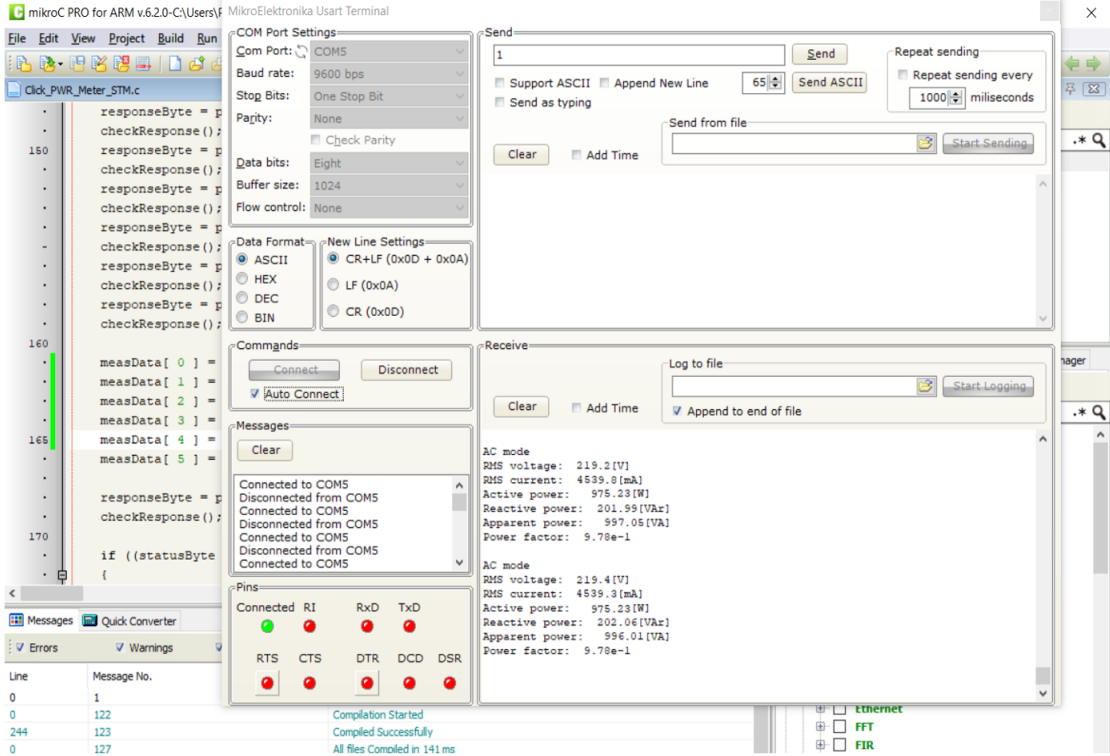 mikroC PRO for ARM v.6.2.0-C:\Users\
MikroElektronika Usart Terminal
File Edit View Project Build Run
Click_PWR_Meter_STM.c
responseByte = p
checkResponse();
150 responseByte = p
checkResponse();
responseByte = p
checkResponse();
responseByte = p
checkResponse();
responseByte = p
checkResponse();
responseByte = p
checkResponse();
160
measData[ 0 ] =
measData[ 1 ] =
measData[ 2 ] =
measData[ 3 ] =
165 measData[ 4 ] =
measData[ 5 ] =
responseByte = p
checkResponse();
170
if ((statusByte
{
Messages Quick Converter
Errors Warnings
Line Message No.
0 1
0 122 Compilation Started
244 123 Compiled Successfully
0 127 All files Compiled in 141 ms
COM Port Settings
Com Port: COM5
Baud rate: 9600 bps
Stop Bits: One Stop Bit
Parity: None
Check Parity
Data bits: Eight
Buffer size: 1024
Flow control: None
Data Format
ASCII
HEX
DEC
BIN
New Line Settings
CR+LF (0x0D + 0x0A)
LF (0x0A)
CR (0x0D)
Commands
Connect Disconnect
Auto Connect
Messages
Clear
Connected to COM5
Disconnected from COM5
Connected to COM5
Disconnected from COM5
Connected to COM5
Disconnected from COM5
Connected to COM5
Pins
Connected RI RxD TxD
RTS CTS DTR DCD DSR
Send
1 Send
Support ASCII Append New Line 65 Send ASCII
Send as typing
Repeat sending
Repeat sending every
1000 miliseconds
Send from file
Start Sending
Clear Add Time
Receive
Log to file
Start Logging
Clear Add Time Append to end of file
AC mode
RMS voltage: 219.2[V]
RMS current: 4539.8[mA]
Active power: 975.23[W]
Reactive power: 201.99[VAr]
Apparent power: 997.05[VA]
Power factor: 9.78e-1
AC mode
RMS voltage: 219.4[V]
RMS current: 4539.3[mA]
Active power: 975.23[W]
Reactive power: 202.06[VAr]
Apparent power: 996.01[VA]
Power factor: 9.78e-1
.*
nager
.*
Ethernet
FFT
FIR